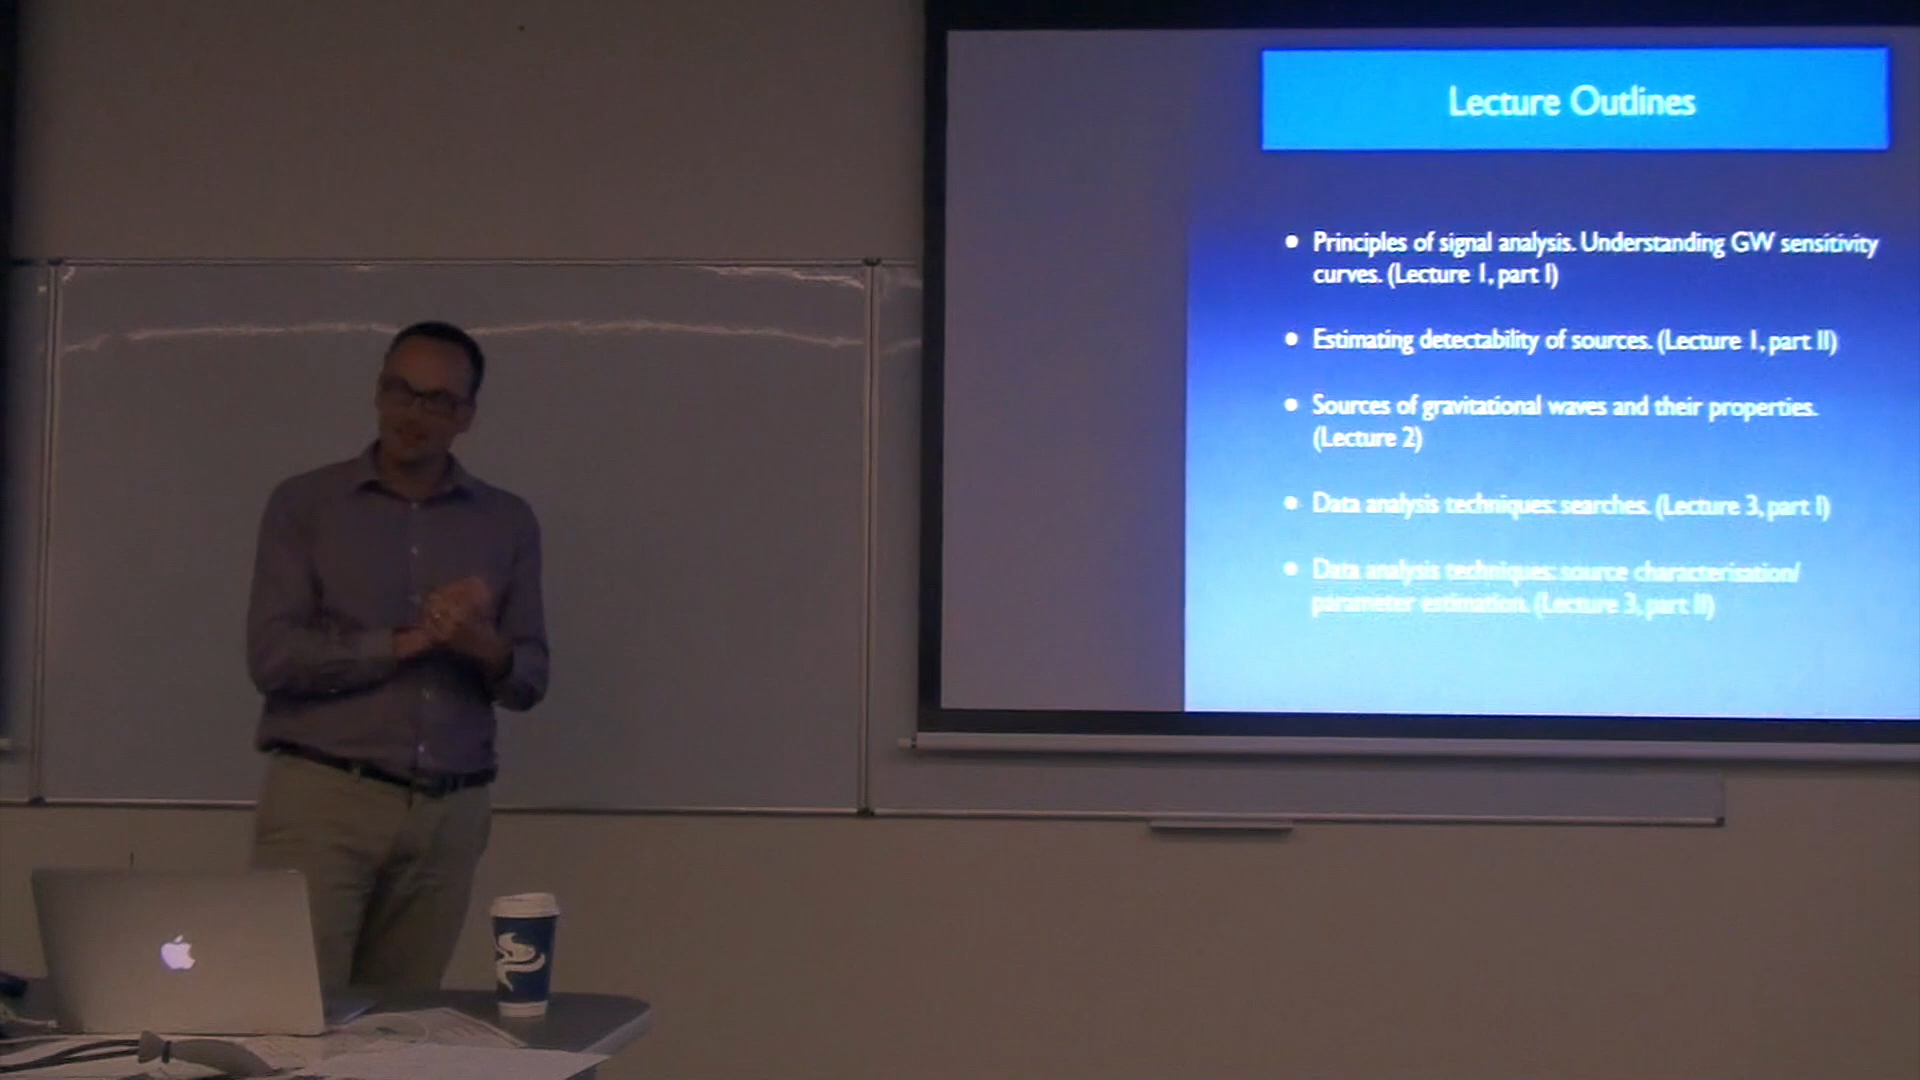 Lecture Outlines
• Principles of signal analysis. Understanding GW sensitivity
curves. (Lecture 1, part I)
• Estimating detectability of sources. (Lecture 1, part II)
• Sources of gravitational waves and their properties.
(Lecture 2)
• Data analysis techniques: searches. (Lecture 3, part I)
• Data analysis techniques: source characterisation/
parameter estimation. (Lecture 3, part II)